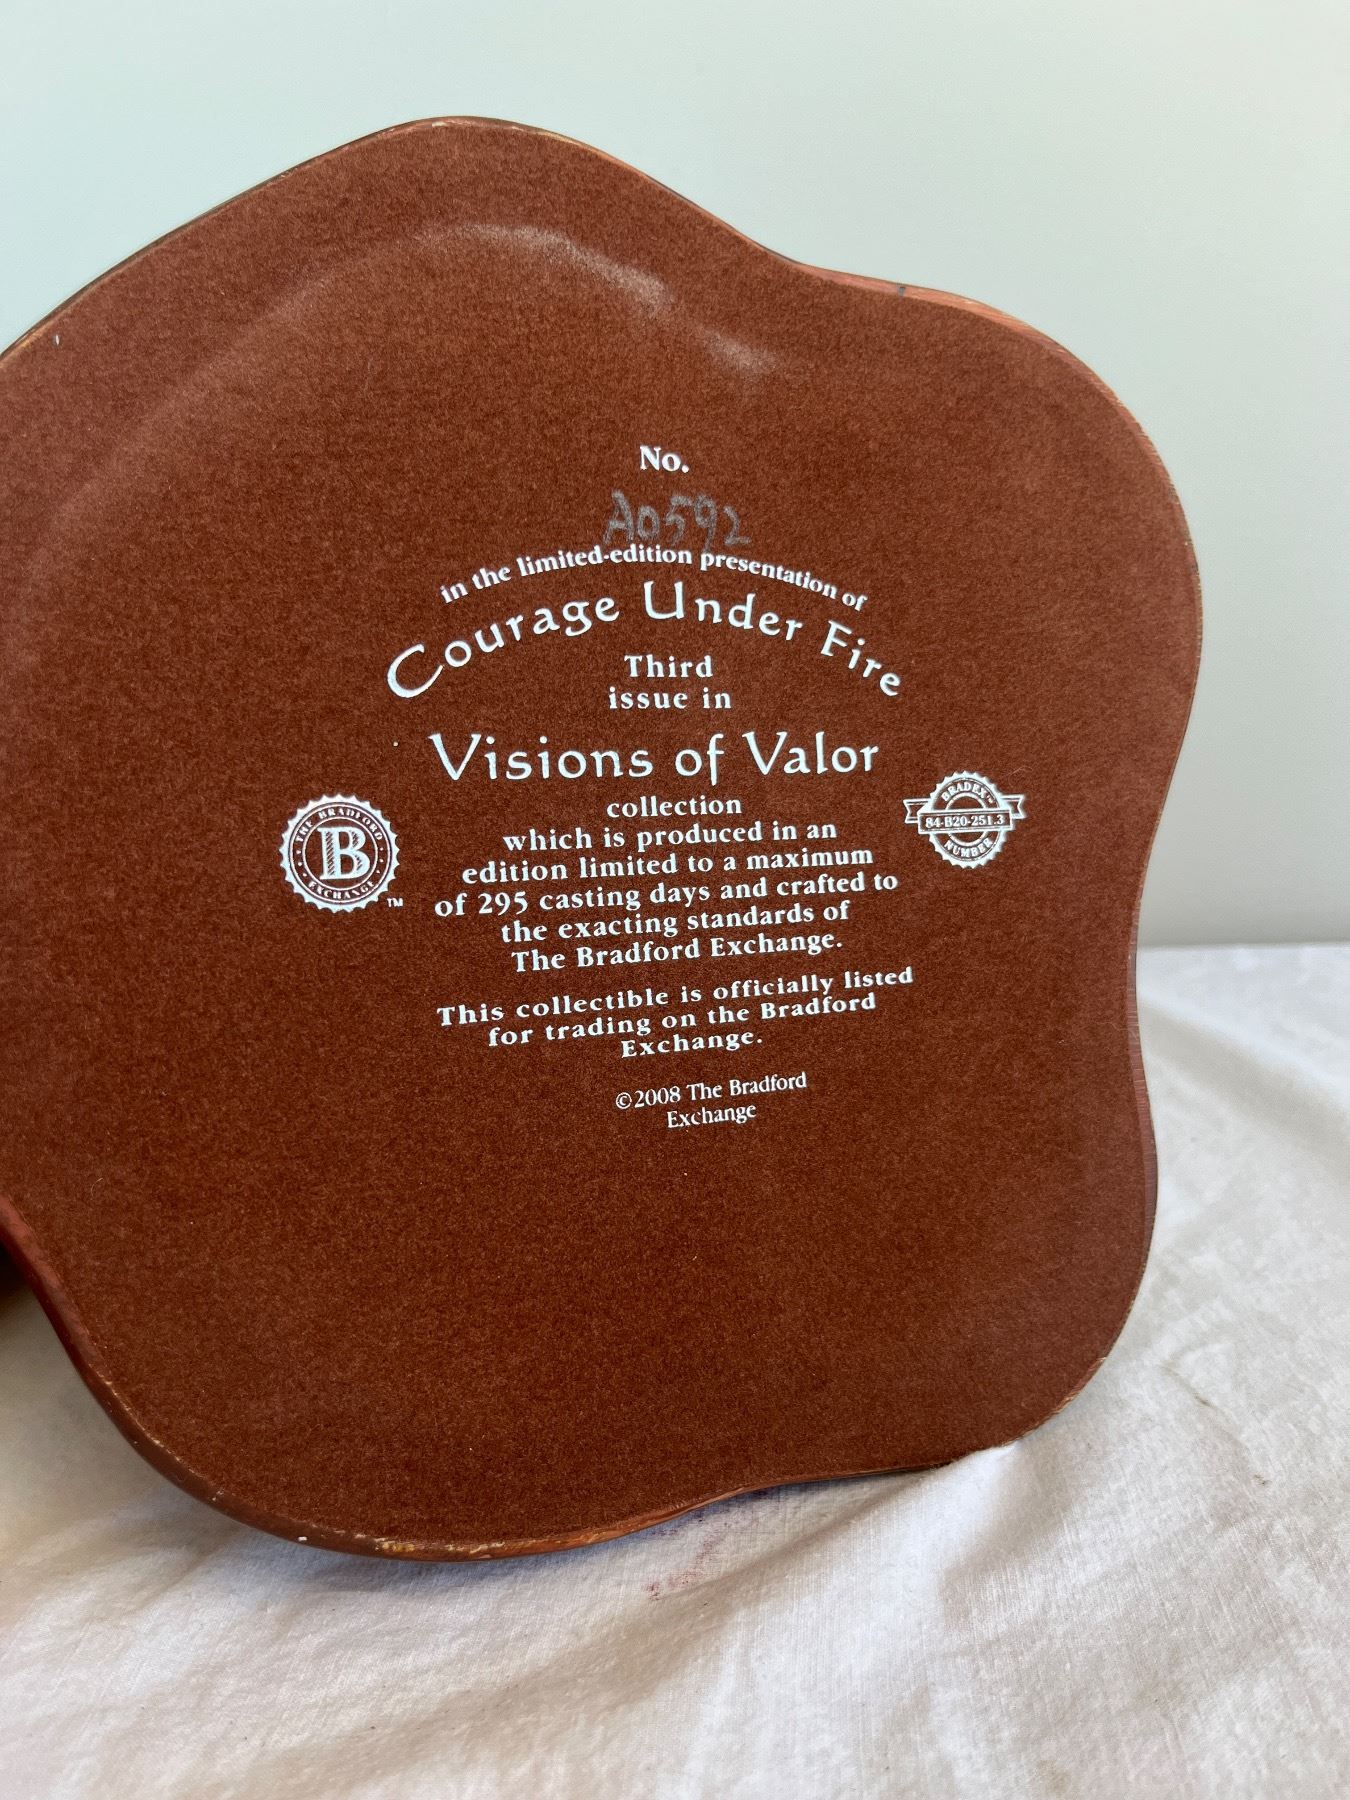 No.
A0592
in the limited-edition presentation of
Courage Under Fire
Third
issue in
Visions of Valor
collection
which is produced in an
edition limited to a maximum
of 295 casting days and crafted to
the exacting standards of
The Bradford Exchange.
This collectible is officially listed
for trading on the Bradford
Exchange.
©2008 The Bradford
Exchange
THE BRADFORD
B
EXCHANGE
TM
BRADEX™
84-B20-251.3
NUMBER